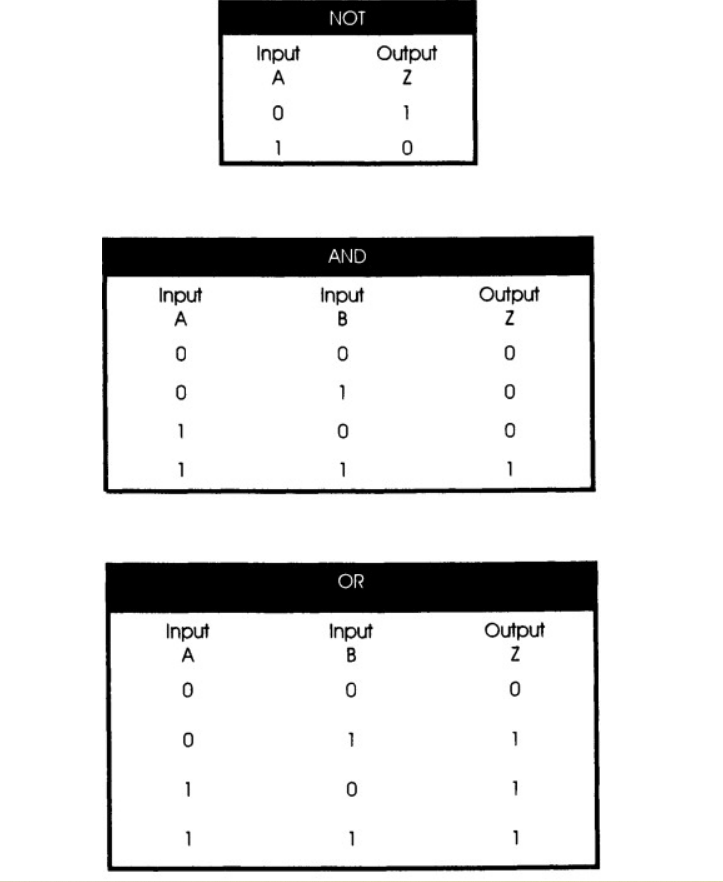 NOT
Input Output
A Z
0 1
1 0
AND
Input Input Output
A B Z
0 0 0
0 1 0
1 0 0
1 1 1
OR
Input Input Output
A B Z
0 0 0
0 1 1
1 0 1
1 1 1